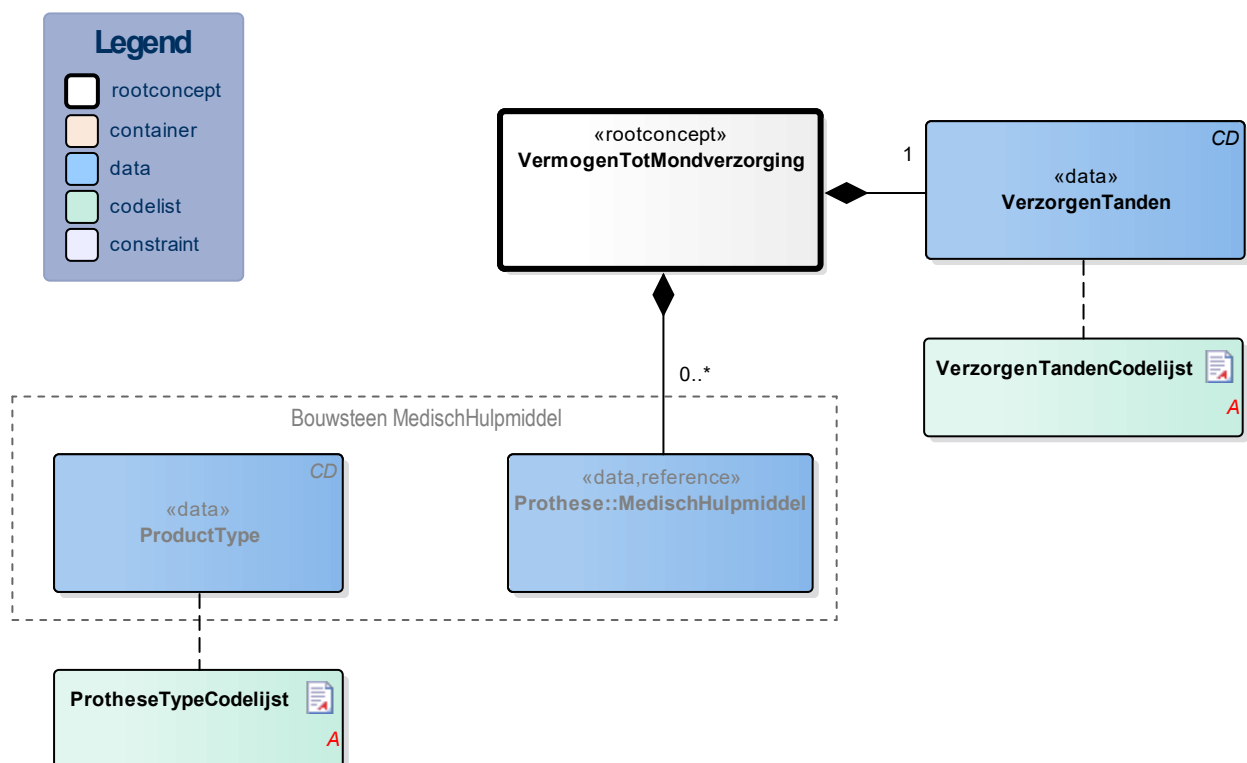 Legend
rootconcept
container
data
codelist
constraint
«rootconcept»
VermogenTotMondverzorging
1
CD
«data»
VerzorgenTanden
VerzorgenTandenCodelijst
A
0..*
Bouwsteen MedischHulpmiddel
CD
«data»
ProductType
«data,reference»
Prothese::MedischHulpmiddel
ProtheseTypeCodelijst
A